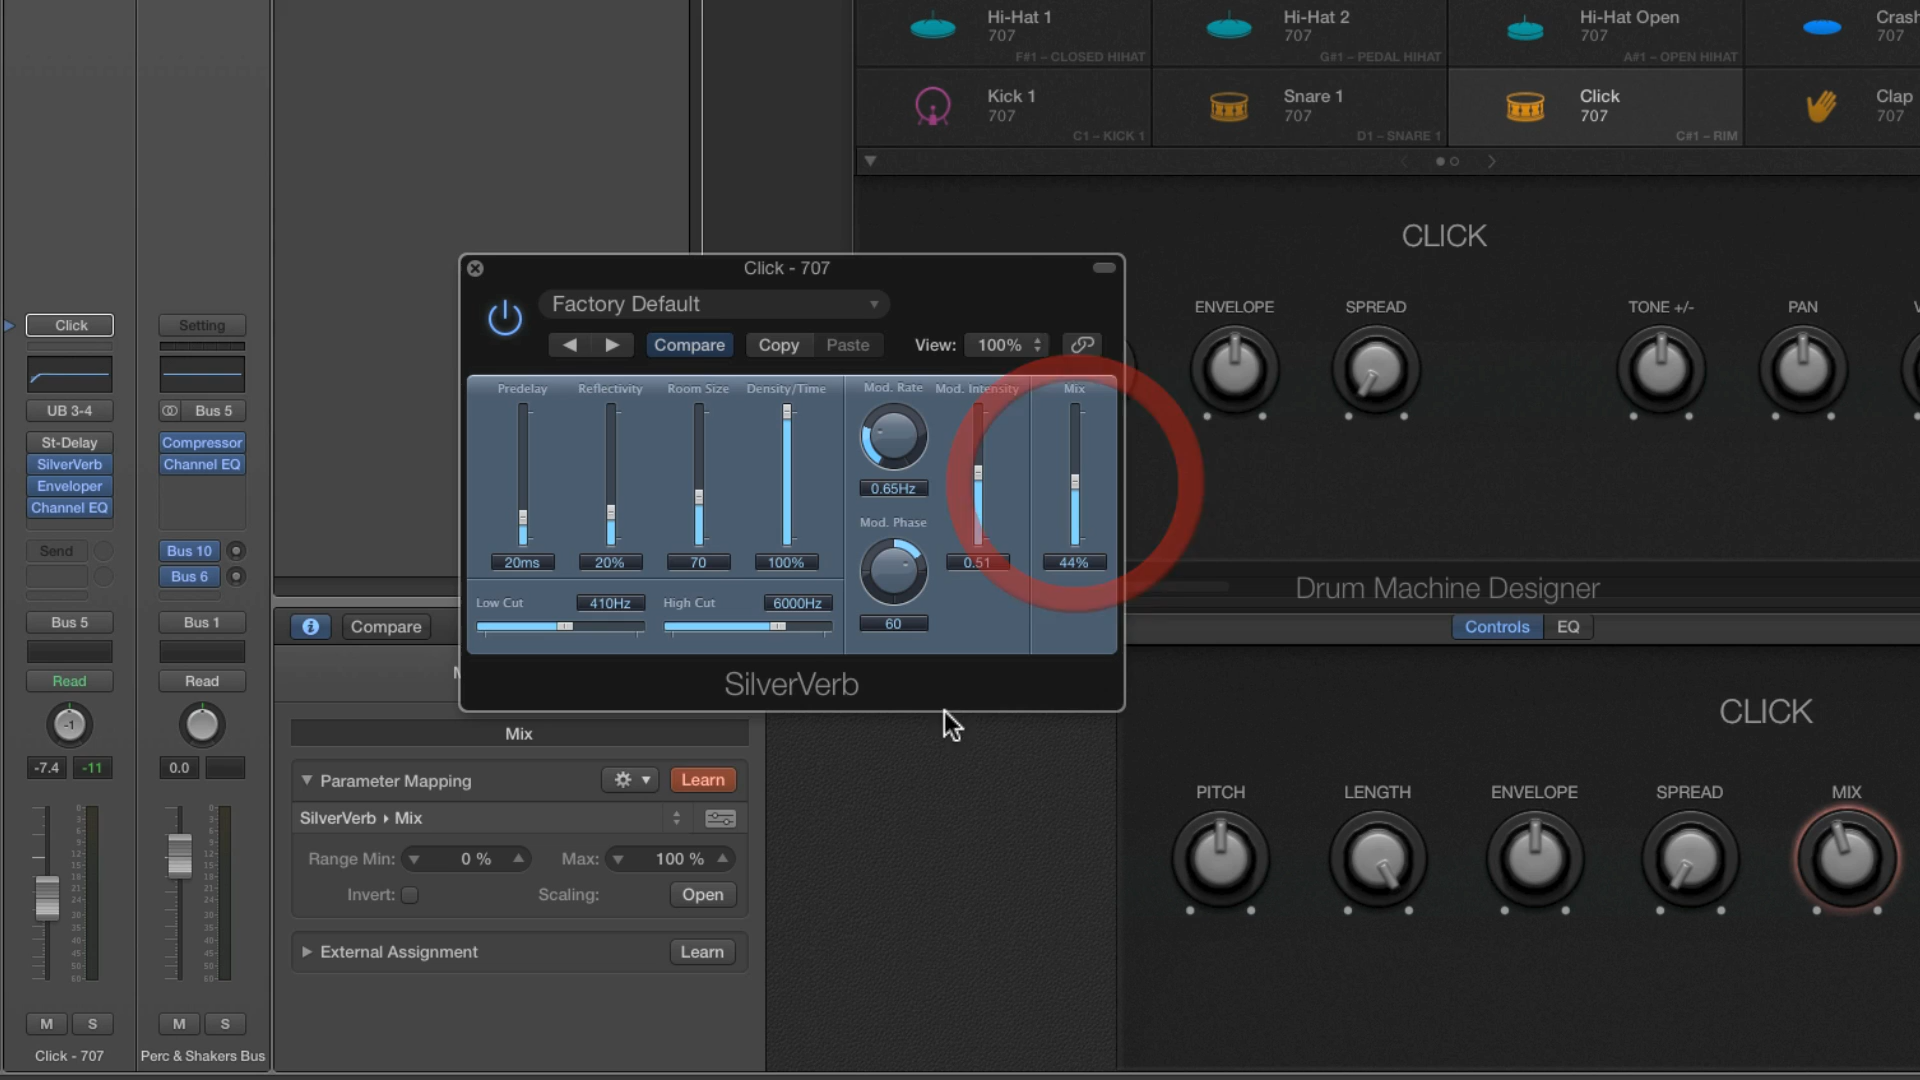 Hi-Hat 1
707
F#1 – CLOSED HIHAT
Hi-Hat 2
707
G#1 – PEDAL HIHAT
Hi-Hat Open
707
A#1 – OPEN HIHAT
Crash
707
Kick 1
707
C1 – KICK 1
Snare 1
707
D1 – SNARE 1
Click
707
C#1 – RIM
Clap
707
CLICK
ENVELOPE
SPREAD
TONE +/-
PAN
Click - 707
Factory Default
Compare
Copy
Paste
View:
100%
Predelay
Reflectivity
Room Size
Density/Time
Mod. Rate
Mod. Intensity
Mix
0.65Hz
Mod. Phase
20ms
20%
70
100%
0.51
44%
Low Cut
410Hz
High Cut
6000Hz
60
SilverVerb
Click
Setting
UB 3-4
Bus 5
St-Delay
SilverVerb
Enveloper
Channel EQ
Compressor
Channel EQ
Send
Bus 10
Bus 6
Bus 5
Bus 1
Read
Read
-1
-7.4
-11
0.0
M
S
M
S
Click - 707
Perc & Shakers Bus
Compare
Drum Machine Designer
Controls
EQ
Mix
Parameter Mapping
Learn
SilverVerb ▸ Mix
Range Min:
0 %
Max:
100 %
Invert:
Scaling:
Open
External Assignment
Learn
CLICK
PITCH
LENGTH
ENVELOPE
SPREAD
MIX